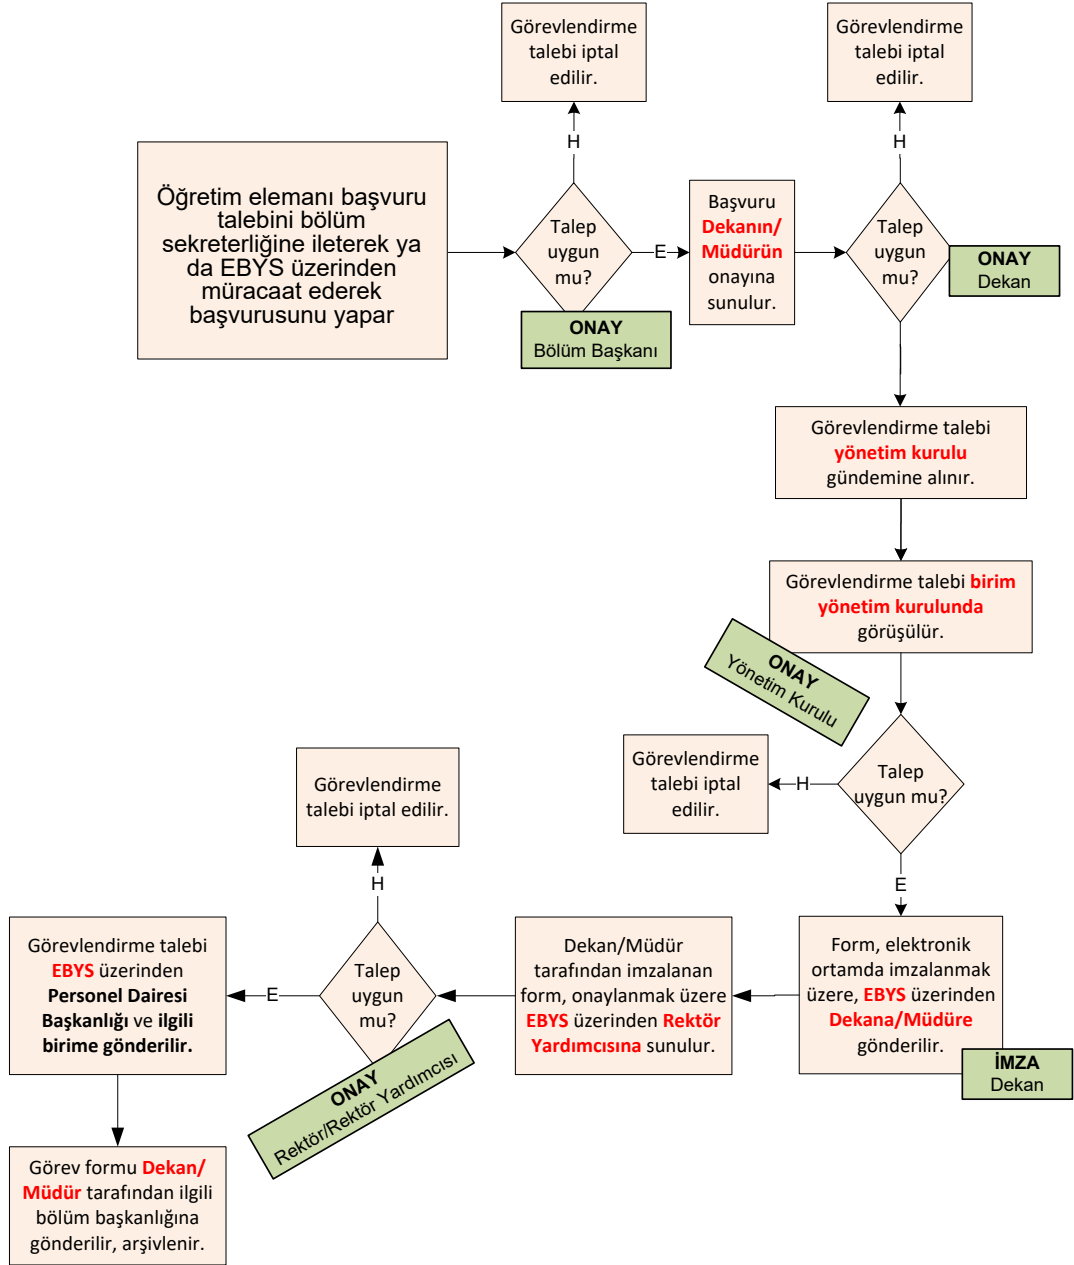 Görevlendirme
talebi iptal
edilir.
Görevlendirme
talebi iptal
edilir.
H
H
Öğretim elemanı başvuru
talebini bölüm
sekreterliğine ileterek ya
da EBYS üzerinden
müracaat ederek
başvurusunu yapar
Talep
uygun
mu?
ONAY
Bölüm Başkanı
E
Başvuru
Dekanın/
Müdürün
onayına
sunulur.
Talep
uygun
mu?
ONAY
Dekan
Görevlendirme talebi
yönetim kurulu
gündemine alınır.
Görevlendirme talebi birim
yönetim kurulunda
görüşülür.
ONAY
Yönetim Kurulu
Talep
uygun mu?
H
Görevlendirme
talebi iptal
edilir.
E
Form, elektronik
ortamda imzalanmak
üzere, EBYS üzerinden
Dekana/Müdüre
gönderilir.
İMZA
Dekan
Dekan/Müdür
tarafından imzalanan
form, onaylanmak üzere
EBYS üzerinden Rektör
Yardımcısına sunulur.
Talep
uygun
mu?
ONAY
Rektör/Rektör Yardımcısı
H
Görevlendirme
talebi iptal edilir.
E
Görevlendirme talebi
EBYS üzerinden
Personel Dairesi
Başkanlığı ve ilgili
birime gönderilir.
Görev formu Dekan/
Müdür tarafından ilgili
bölüm başkanlığına
gönderilir, arşivlenir.